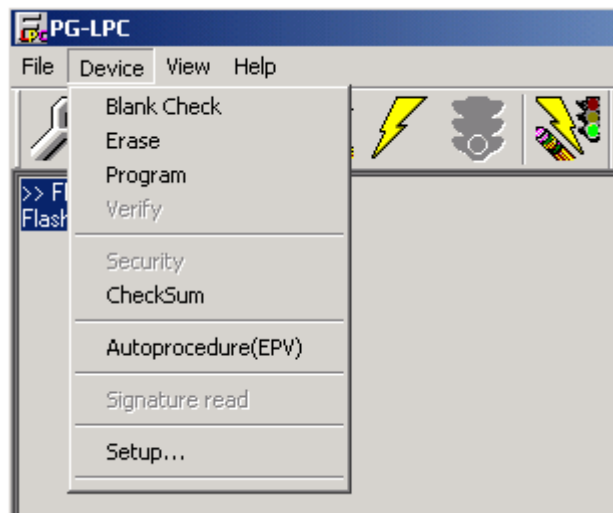 PG-LPC
File Device View Help
Blank Check
Erase
Program
Verify
Security
CheckSum
Autoprocedure(EPV)
Signature read
Setup...
>> Fl
Flash